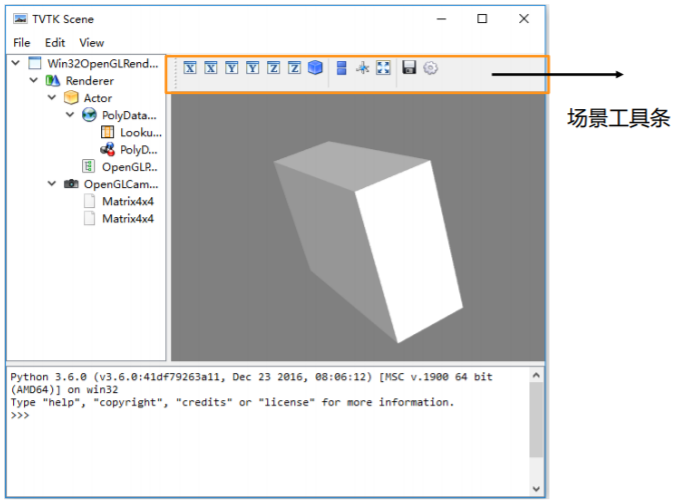 TVTK Scene
File Edit View
Win32OpenGLRend...
Renderer
Actor
PolyData...
Looku...
PolyD...
OpenGLP...
OpenGLCam...
Matrix4x4
Matrix4x4
X X Y Y Z Z
场景工具条
Python 3.6.0 (v3.6.0:41df79263a11, Dec 23 2016, 08:06:12) [MSC v.1900 64 bit
(AMD64)] on win32
Type "help", "copyright", "credits" or "license" for more information.
>>>